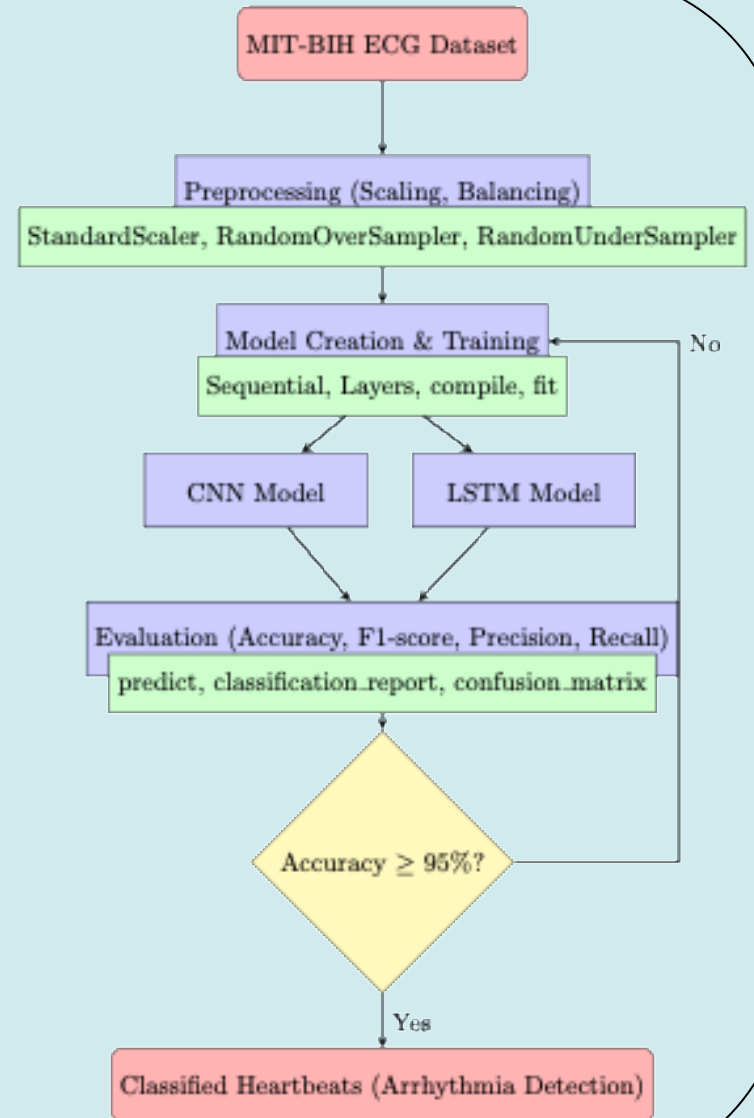 MIT-BIH ECG Dataset
Preprocessing (Scaling, Balancing)
StandardScaler, RandomOverSampler, RandomUnderSampler
Model Creation & Training
No
Sequential, Layers, compile, fit
CNN Model
LSTM Model
Evaluation (Accuracy, F1-score, Precision, Recall)
predict, classification_report, confusion_matrix
Accuracy ≥ 95%?
Yes
Classified Heartbeats (Arrhythmia Detection)